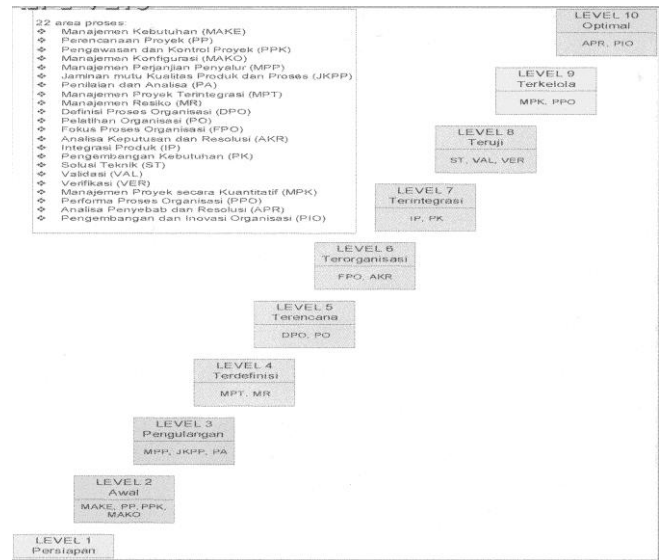 22 area proses:
❖ Manajemen Kebutuhan (MAKE)
❖ Perencanaan Proyek (PP)
❖ Pengawasan dan Kontrol Proyek (PPK)
❖ Manajemen Konfigurasi (MAKO)
❖ Manajemen Perjanjian Penyalur (MPP)
❖ Jaminan mutu Kualitas Produk dan Proses (JKPP)
❖ Penilaian dan Analisa (PA)
❖ Manajemen Proyek Terintegrasi (MPT)
❖ Manajemen Resiko (MR)
❖ Definisi Proses Organisasi (DPO)
❖ Pelatihan Organisasi (PO)
❖ Fokus Proses Organisasi (FPO)
❖ Analisa Keputusan dan Resolusi (AKR)
❖ Integrasi Produk (IP)
❖ Pengembangan Kebutuhan (PK)
❖ Solusi Teknik (ST)
❖ Validasi (VAL)
❖ Verifikasi (VER)
❖ Manajemen Proyek secara Kuantitatif (MPK)
❖ Performa Proses Organisasi (PPO)
❖ Analisa Penyebab dan Resolusi (APR)
❖ Pengembangan dan Inovasi Organisasi (PIO)
LEVEL 10
Optimal
APR, PIO
LEVEL 9
Terkelola
MPK, PPO
LEVEL 8
Teruji
ST, VAL, VER
LEVEL 7
Terintegrasi
IP, PK
LEVEL 6
Terorganisasi
FPO, AKR
LEVEL 5
Terencana
DPO, PO
LEVEL 4
Terdefinisi
MPT, MR
LEVEL 3
Pengulangan
MPP, JKPP, PA
LEVEL 2
Awal
MAKE, PP, PPK,
MAKO
LEVEL 1
Persiapan